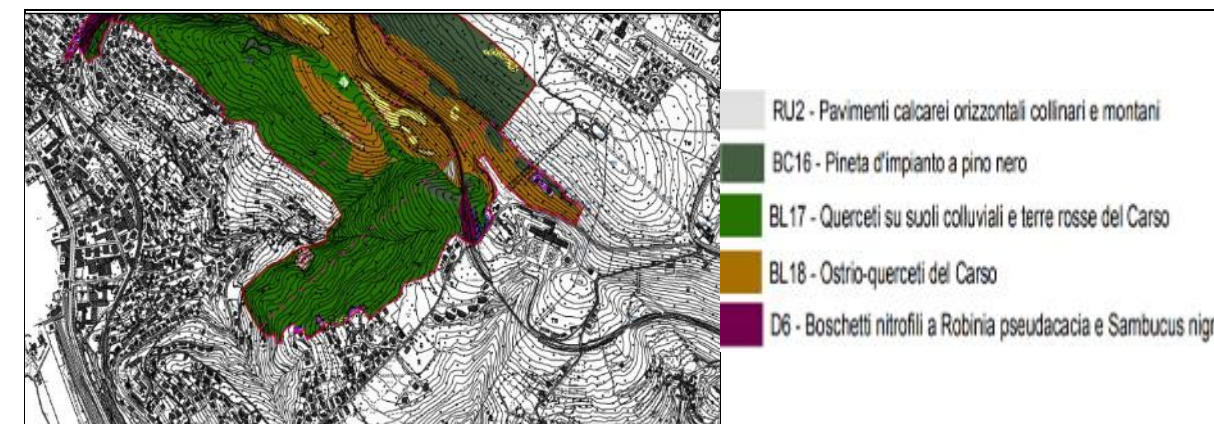 RU2 - Pavimenti calcarei orizzontali collinari e montani
BC16 - Pineta d'impianto a pino nero
BL17 - Querceti su suoli colluviali e terre rosse del Carso
BL18 - Ostrio-querceti del Carso
D6 - Boschetti nitrofili a Robinia pseudacacia e Sambucus nigr